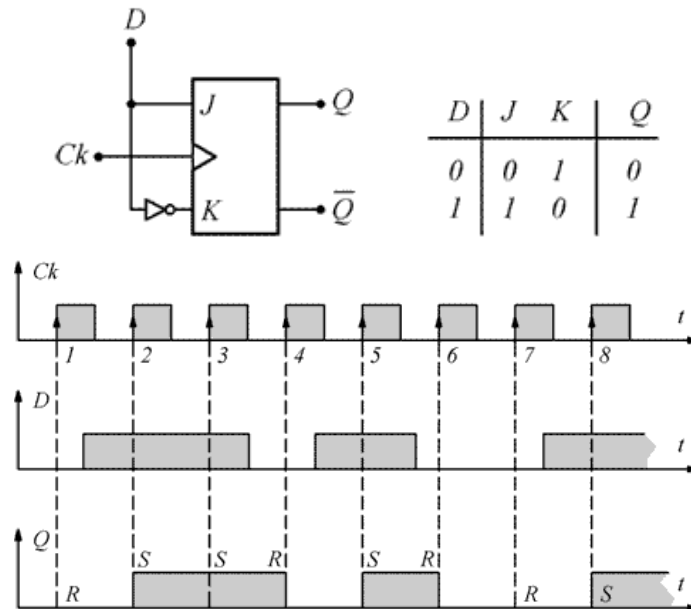 D
J Q
Ck
K Q̅
D J K Q
0 0 1 0
1 1 0 1
Ck
t
1 2 3 4 5 6 7 8
D
t
Q
S S R S R
t
R R S